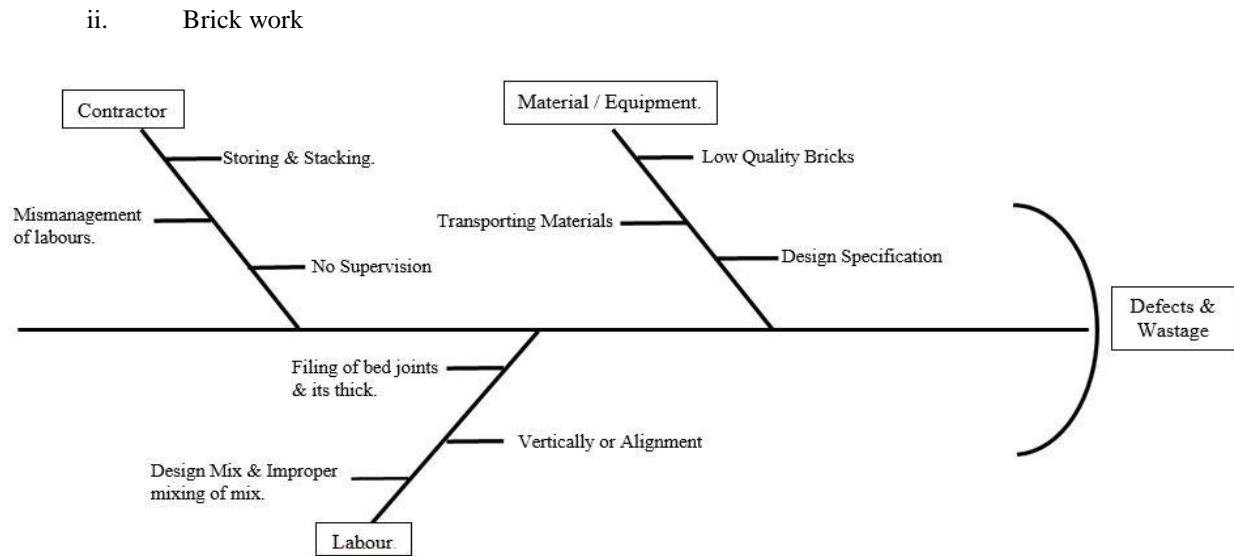 ii. Brick work
Contractor
Material / Equipment.
Storing & Stacking.
Low Quality Bricks
Mismanagement
of labours.
Transporting Materials
No Supervision
Design Specification
Defects &
Wastage
Filing of bed joints
& its thick.
Vertically or Alignment
Design Mix & Improper
mixing of mix.
Labour.